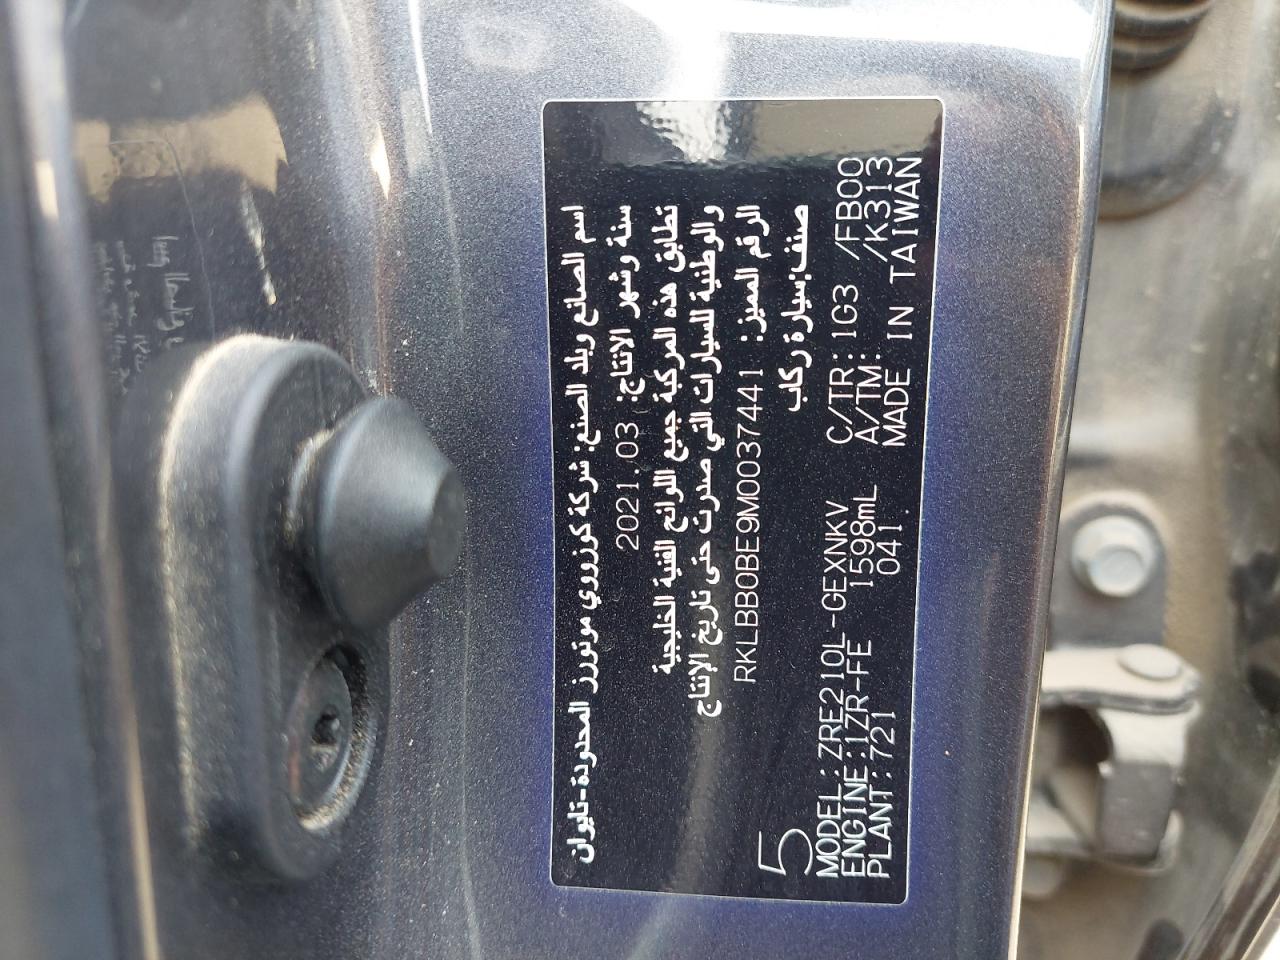 اسم الصانع وبلد الصنع: شركة كوزروي موتورز المحدودة-تايوان
سنة وشهر الانتاج: 2021.03
تطابق هذه المركبة جميع اللوائح الفنية الخليجية
والوطنية للسيارات التي صدرت حتى تاريخ الإنتاج
الرقم المميز: RKLBB0BE9M0037441
صنف:سيارة ركاب
5
MODEL:ZRE210L-GEXNKV C/TR:1G3 /FB00
ENGINE:1ZR-FE 1598mL A/TM: /K313
PLANT:721 041. MADE IN TAIWAN